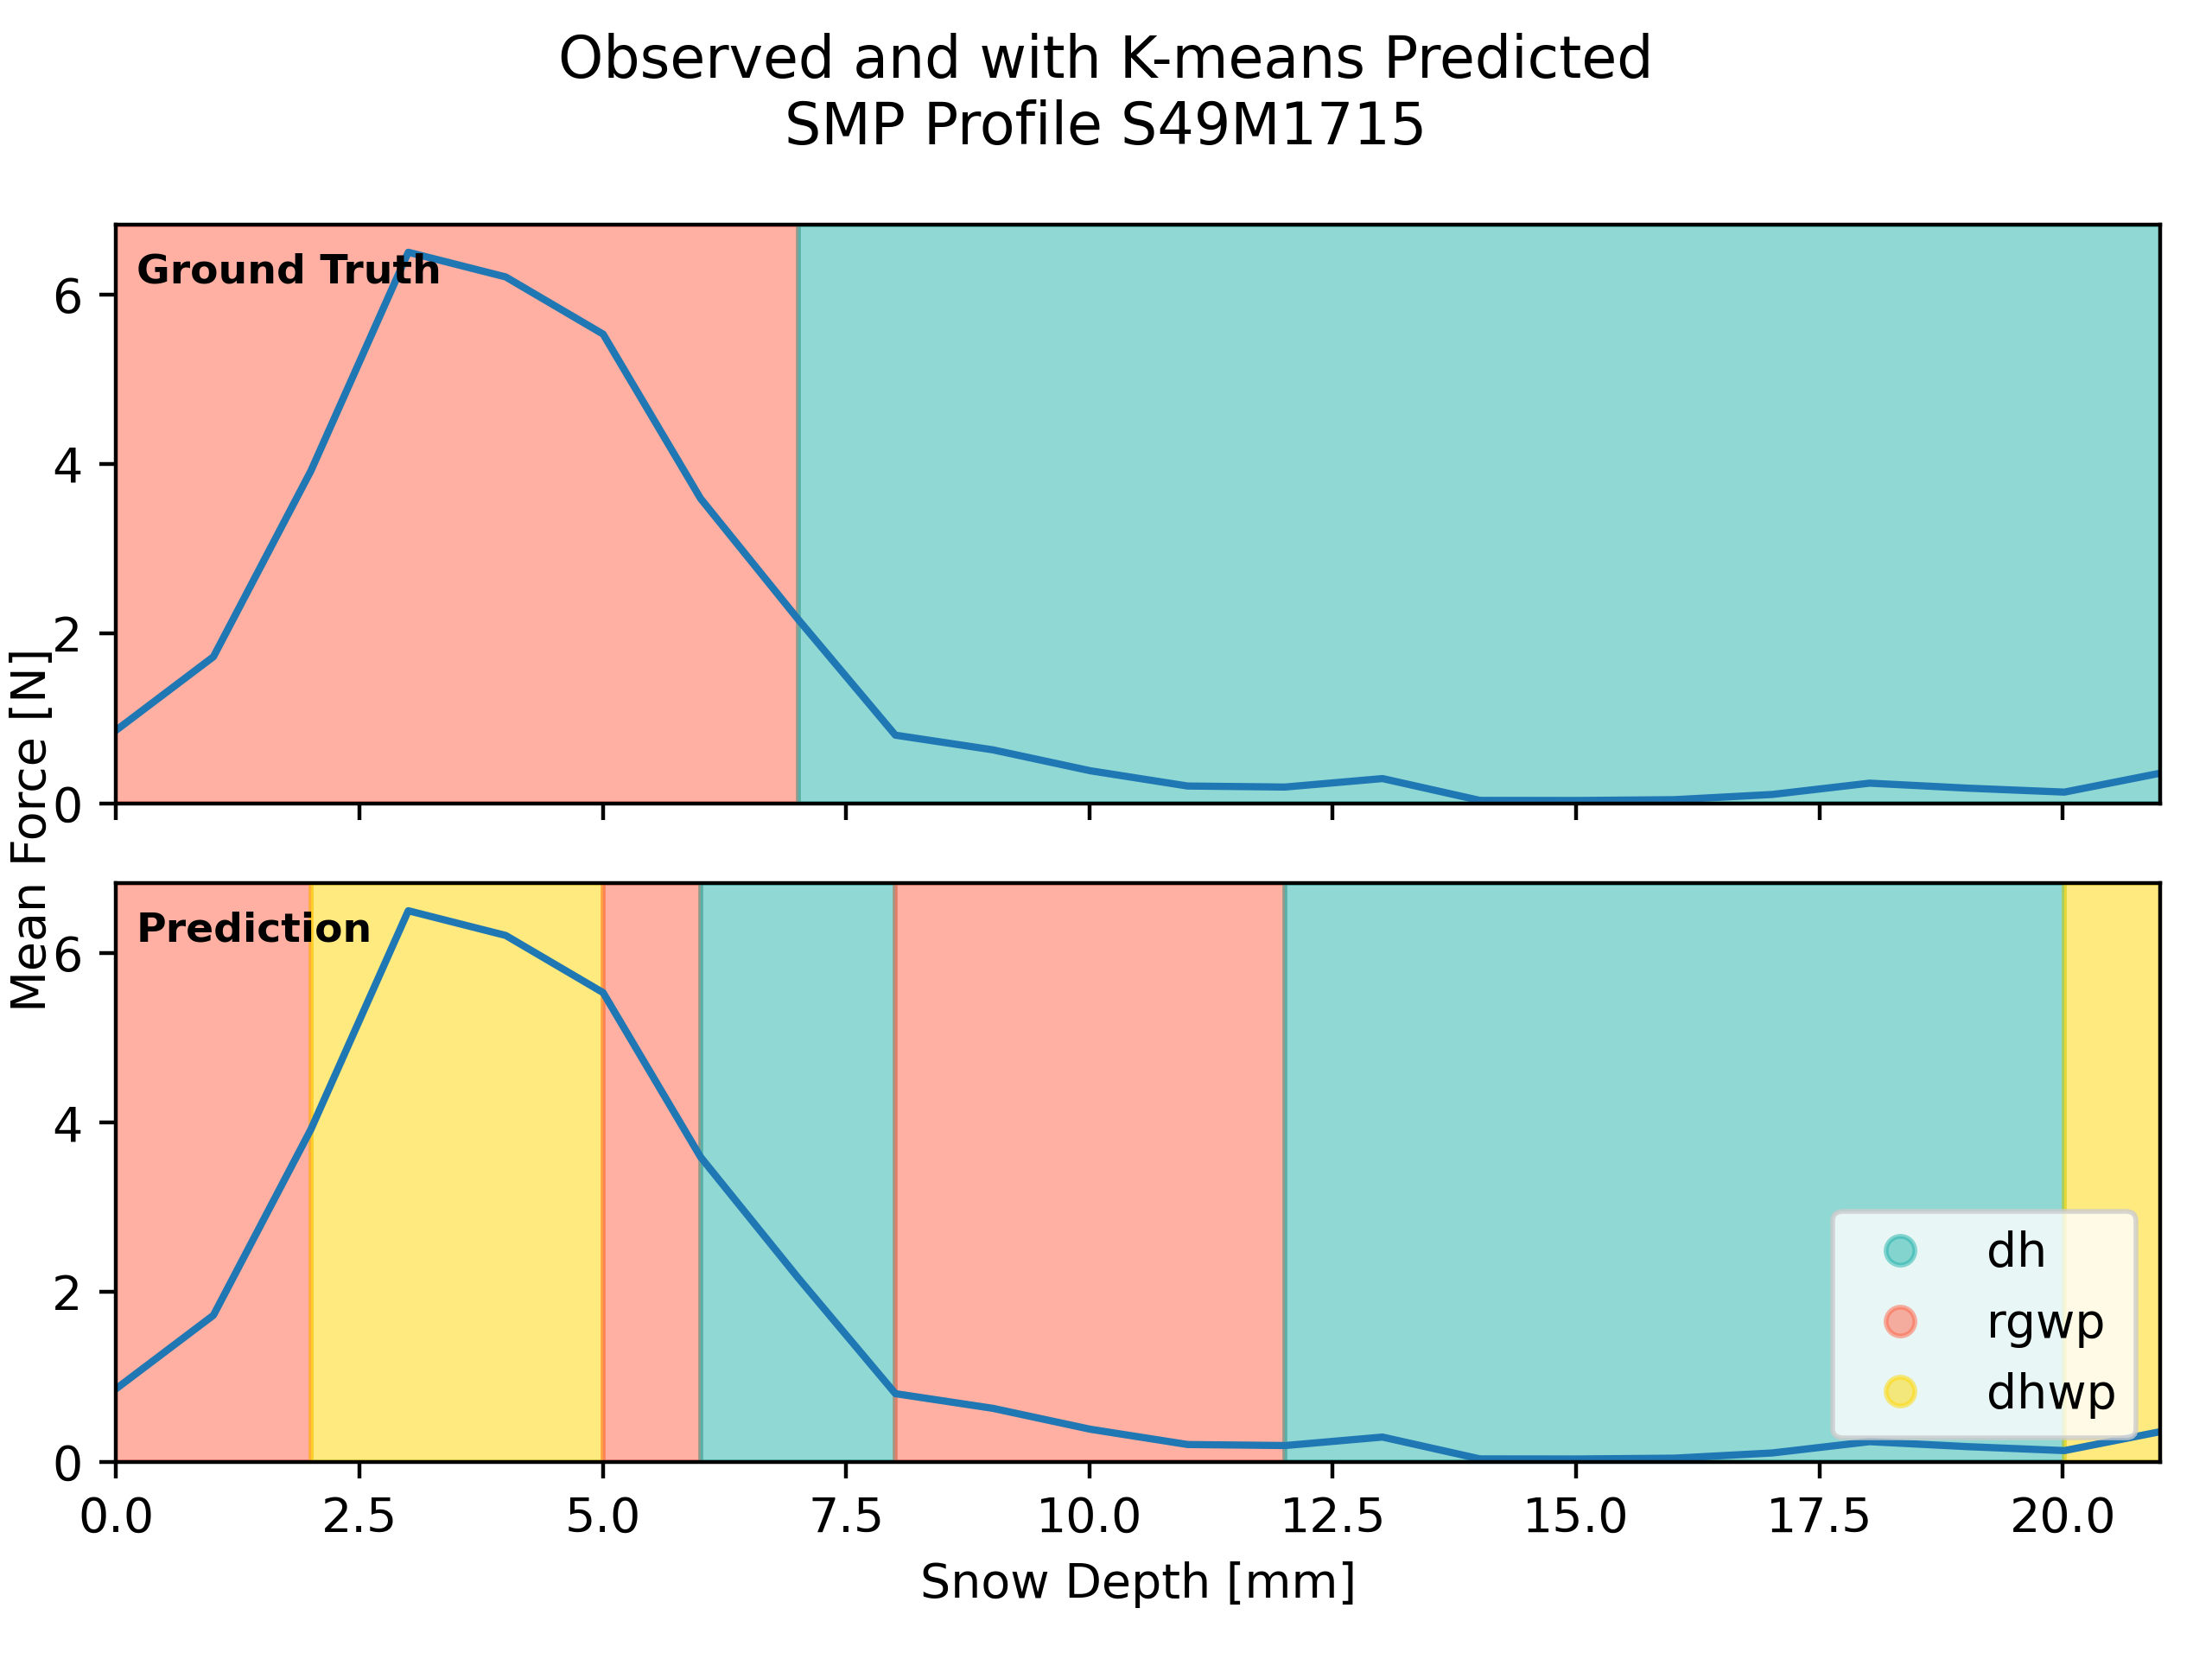 Observed and with K-means Predicted
SMP Profile S49M1715
Ground Truth
6
4
2
0
Mean Force [N]
Prediction
6
4
2
0
dh
rgwp
dhwp
0.0 2.5 5.0 7.5 10.0 12.5 15.0 17.5 20.0
Snow Depth [mm]